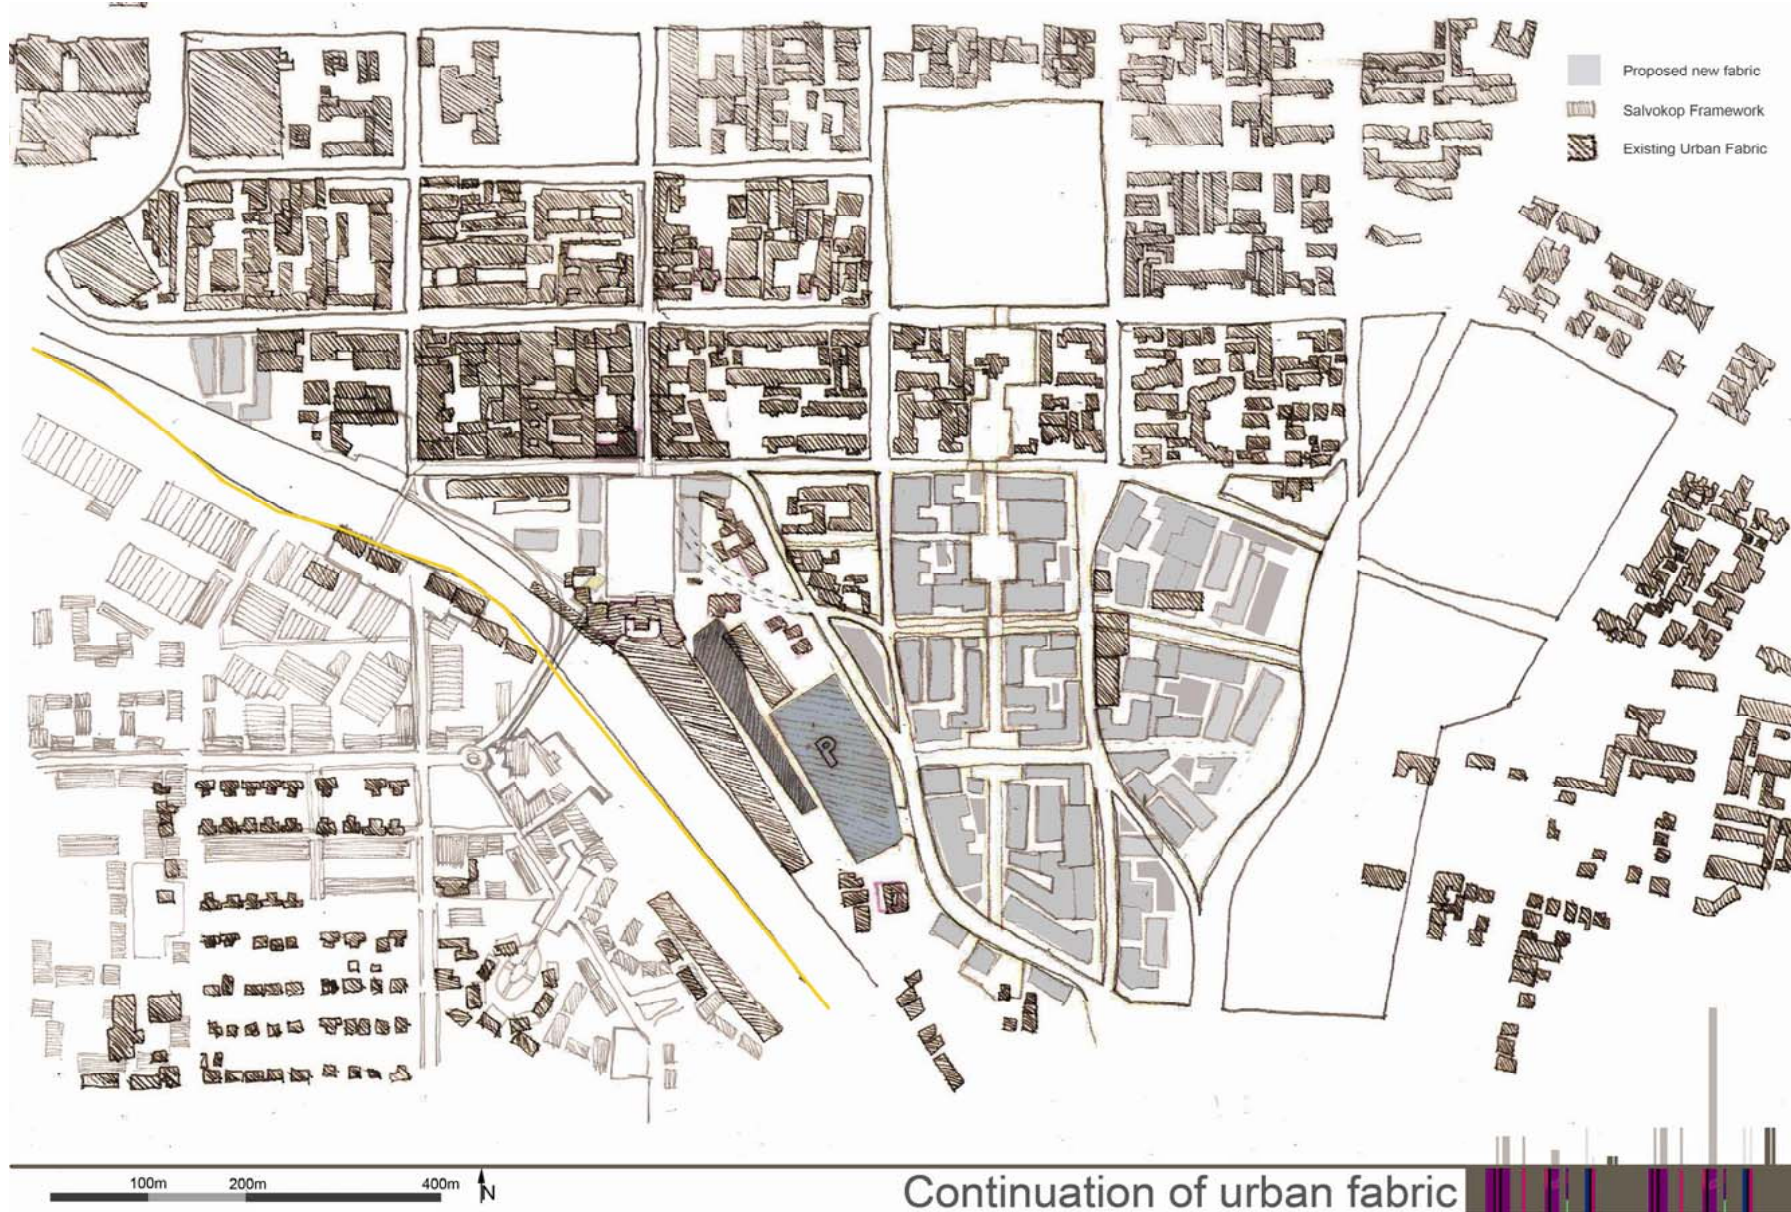 Proposed new fabric
Salvokop Framework
Existing Urban Fabric
P
100m 200m 400m N
Continuation of urban fabric